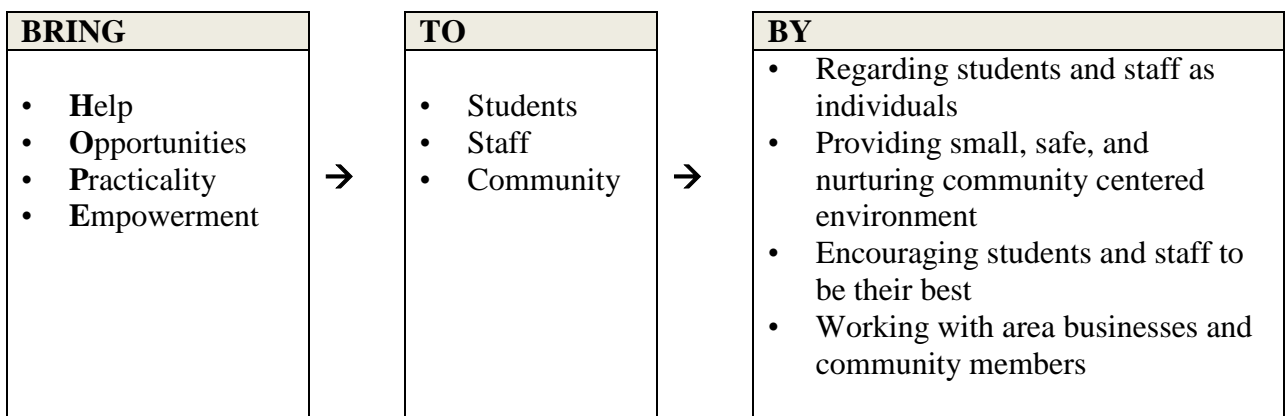 BRING
• Help
• Opportunities
• Practicality
• Empowerment
→
TO
• Students
• Staff
• Community
→
BY
• Regarding students and staff as
individuals
• Providing small, safe, and
nurturing community centered
environment
• Encouraging students and staff to
be their best
• Working with area businesses and
community members